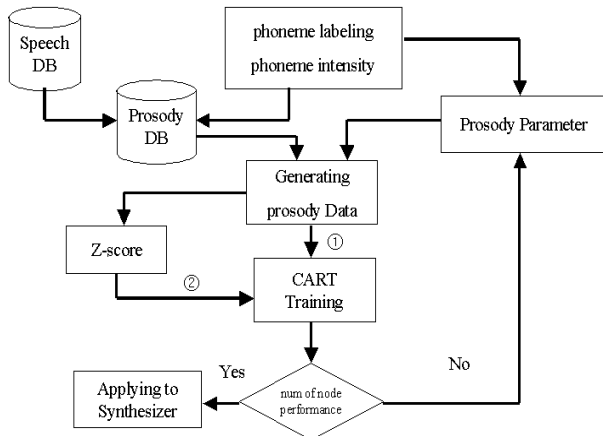 Speech
DB
phoneme labeling
phoneme intensity
Prosody
DB
Prosody Parameter
Generating
prosody Data
①
Z-score
②
CART
Training
Yes
No
num of node
performance
Applying to
Synthesizer